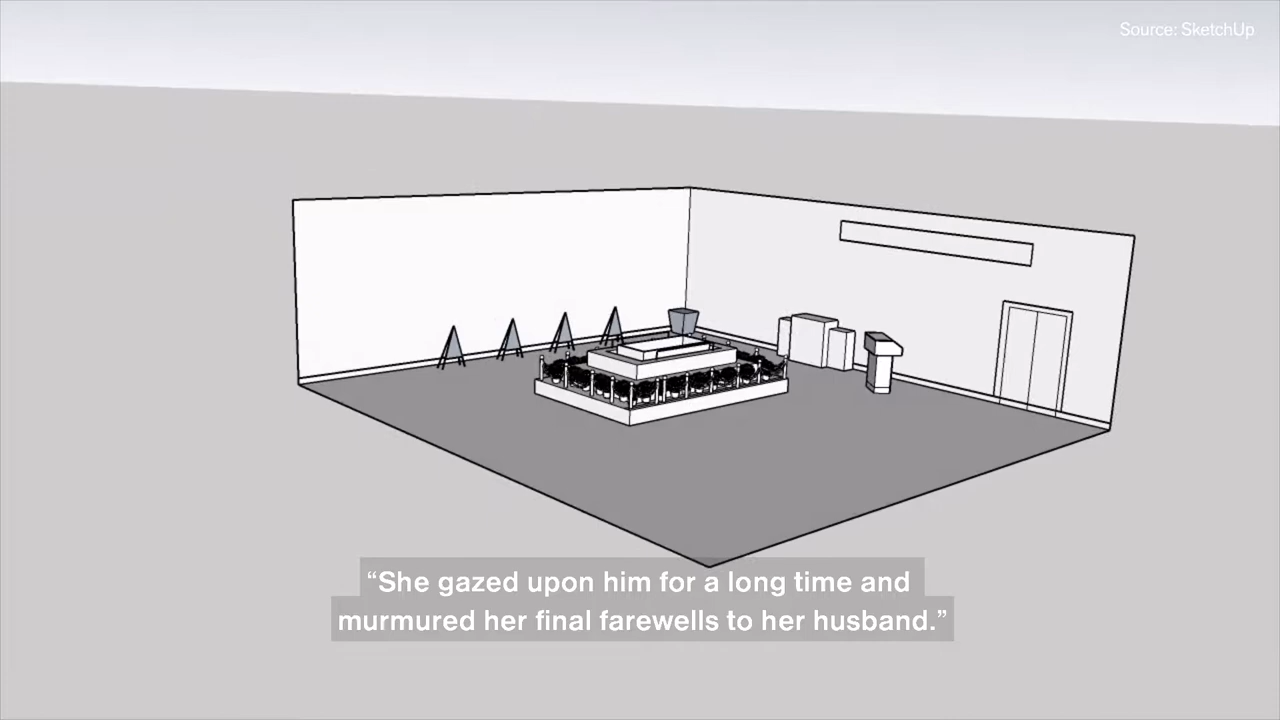 Source: SketchUp
“She gazed upon him for a long time and
murmured her final farewells to her husband.”